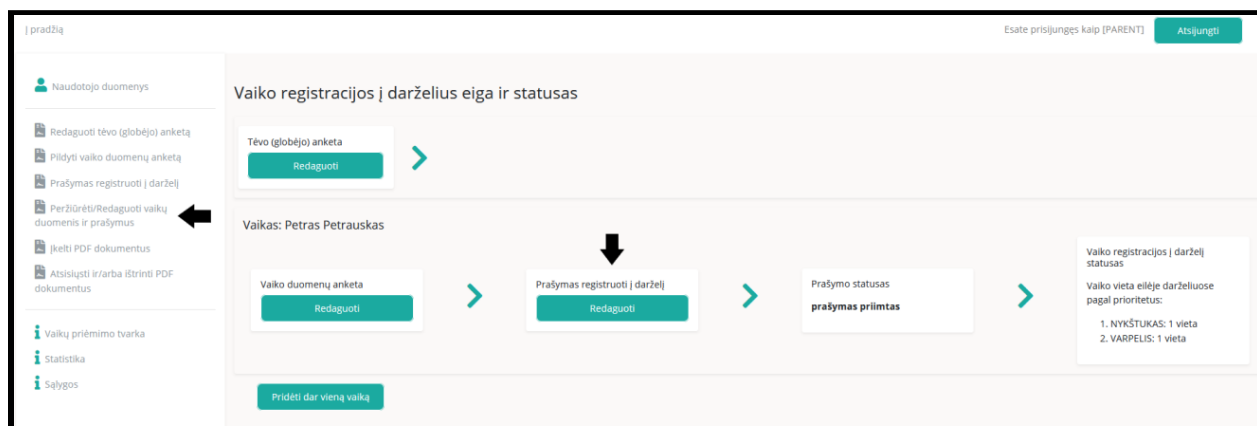 Į pradžią
Esate prisijungęs kaip [PARENT]
Atsijungti
Naudotojo duomenys
Redaguoti tėvo (globėjo) anketą
Pildyti vaiko duomenų anketą
Prašymas registruoti į darželį
Peržiūrėti/Redaguoti vaikų
duomenis ir prašymus
Įkelti PDF dokumentus
Atsisiųsti ir/arba ištrinti PDF
dokumentus
Vaikų priėmimo tvarka
Statistika
Sąlygos
Vaiko registracijos į darželius eiga ir statusas
Tėvo (globėjo) anketa
Redaguoti
Vaikas: Petras Petrauskas
Vaiko duomenų anketa
Redaguoti
Prašymas registruoti į darželį
Redaguoti
Prašymo statusas
prašymas priimtas
Vaiko registracijos į darželį
statusas
Vaiko vieta eilėje darželiuose
pagal prioritetus:
1. NYKŠTUKAS: 1 vieta
2. VARPELIS: 1 vieta
Pridėti dar vieną vaiką